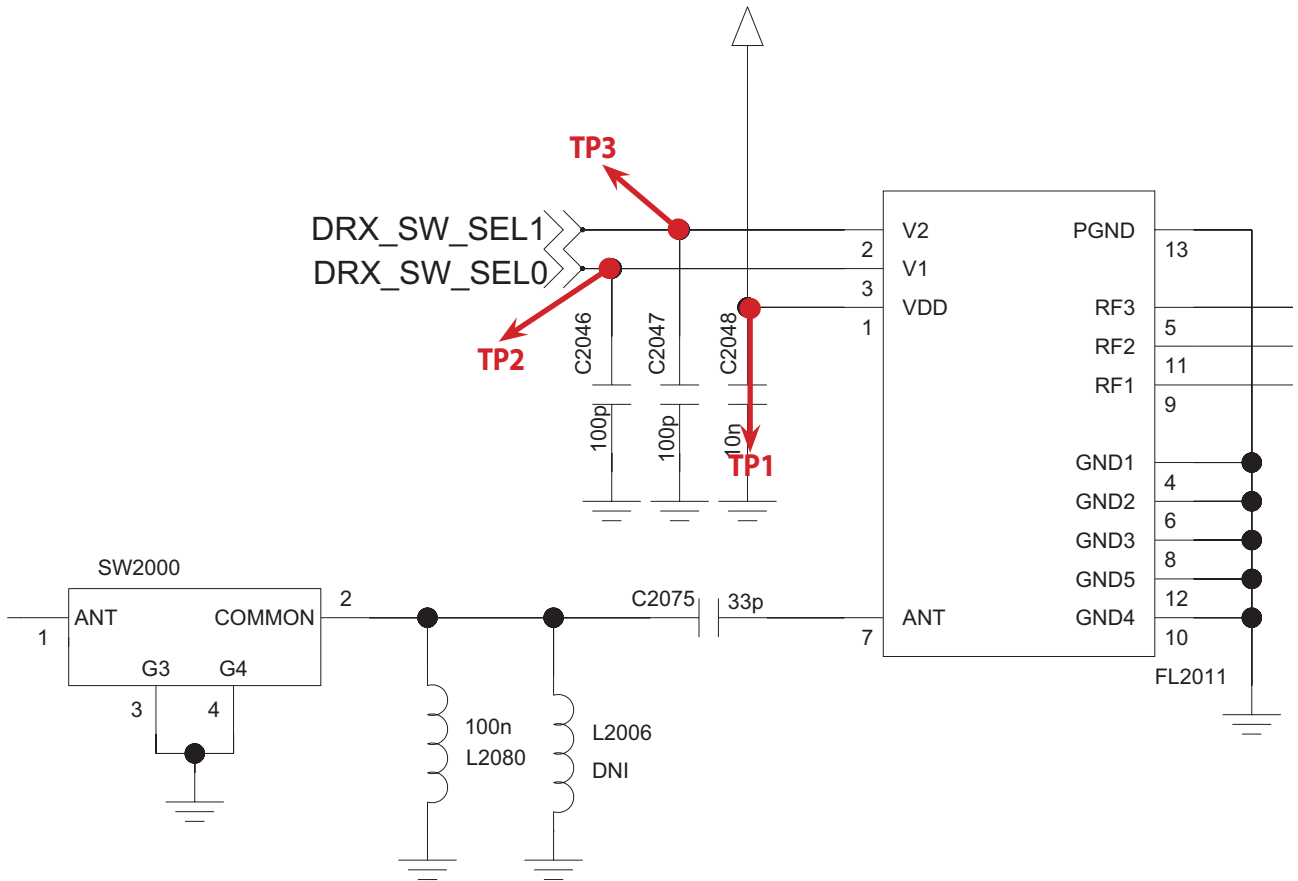 TP3
DRX_SW_SEL1
DRX_SW_SEL0
TP2
C2046
100p
C2047
100p
C2048
10n
TP1
2
3
1
V2
V1
VDD
PGND
13
RF3
5
RF2
11
RF1
9
GND1
4
GND2
6
GND3
8
GND5
12
GND4
10
ANT
7
FL2011
SW2000
ANT
COMMON
1
2
G3
G4
3
4
C2075
33p
100n
L2080
L2006
DNI